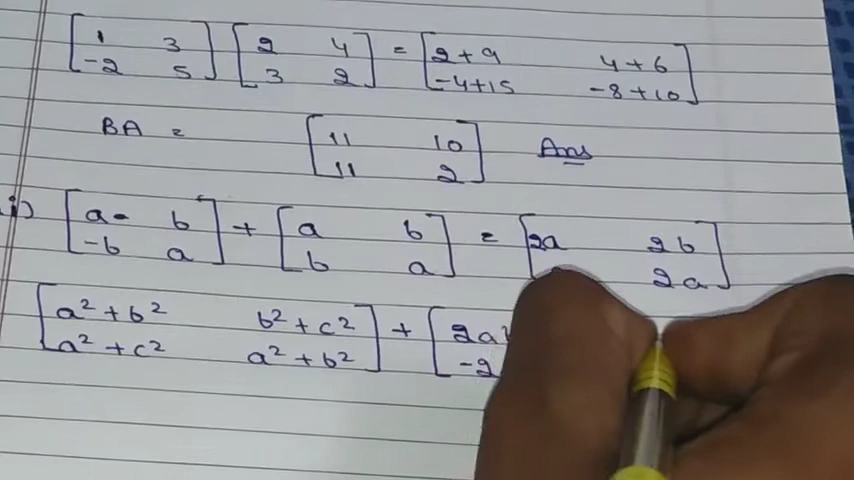 [1 3 [2 4 = [2+9 4+6
-2 5] 3 2] -4+15 -8+10]
BA = [11 10 Ans
11 2]
[a b + [a b = [2a 2b
-b a] b a] 2a]
[a² + b² b² + c² + [2a
a² + c² a² + b²] -2